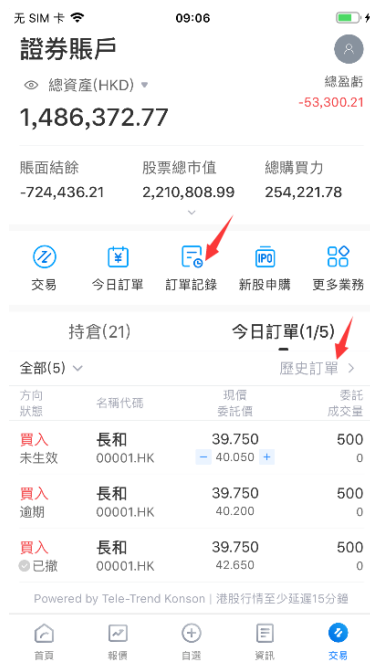 無 SIM 卡 09:06
證券賬戶
總資產(HKD) 總盈虧
1,486,372.77 -53,300.21
賬面結餘 股票總市值 總購買力
-724,436.21 2,210,808.99 254,221.78
¥ IPO
交易 今日訂單 訂單記錄 新股申購 更多業務
持倉(21) 今日訂單(1/5)
全部(5) 歷史訂單
方向 名稱代碼 現價 委託
狀態 委託價 成交量
買入 長和 39.750 500
未生效 00001.HK − 40.050 + 0
買入 長和 39.750 500
逾期 00001.HK 40.200 0
買入 長和 39.750 500
已撤 00001.HK 42.650 0
Powered by Tele-Trend Konson | 港股行情至少延遲15分鐘
首頁 報價 自選 資訊 交易